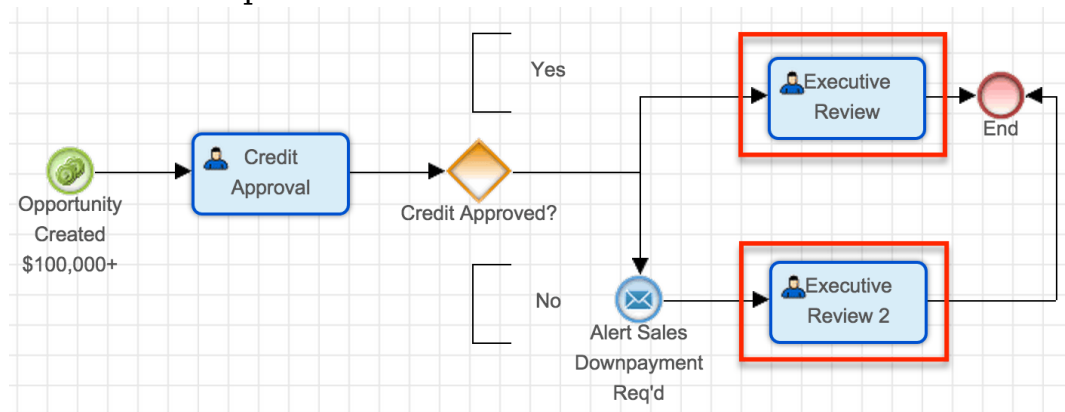 Yes
Executive
Review
End
Credit
Approval
Opportunity
Created
$100,000+
Credit Approved?
No
Alert Sales
Downpayment
Req'd
Executive
Review 2